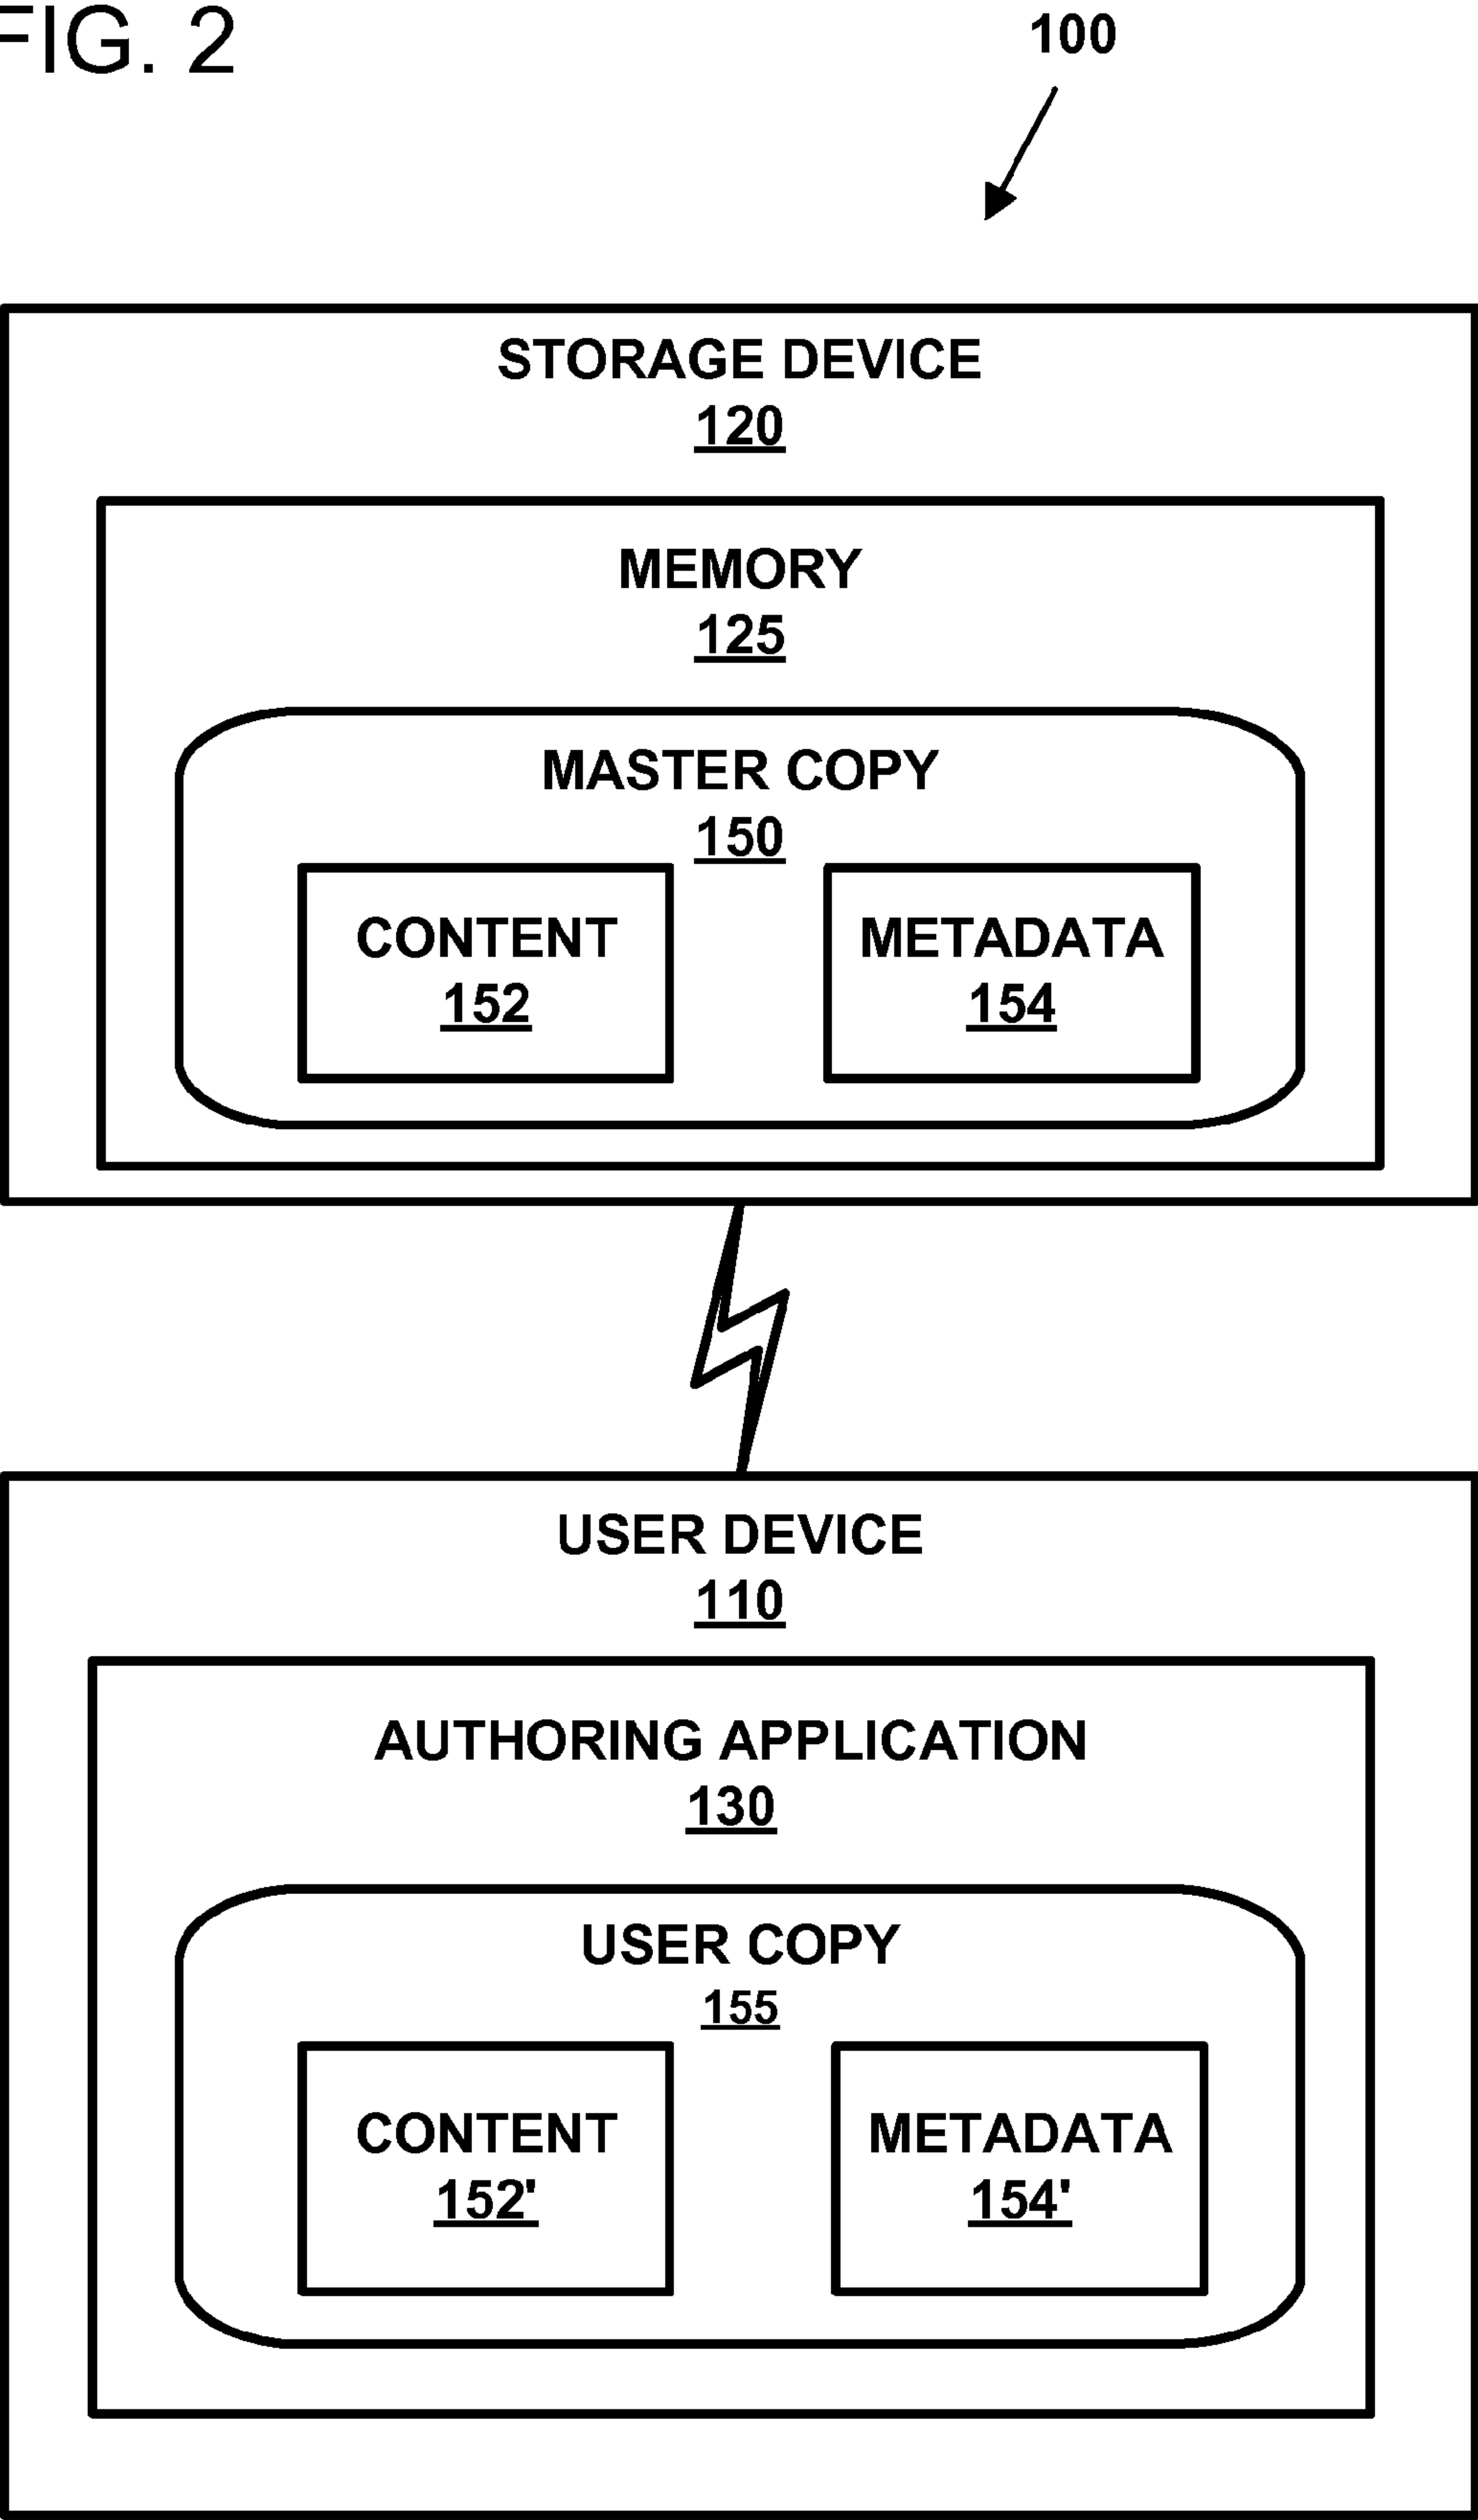 FIG. 2
100
STORAGE DEVICE
120
MEMORY
125
MASTER COPY
150
CONTENT
152
METADATA
154
USER DEVICE
110
AUTHORING APPLICATION
130
USER COPY
155
CONTENT
152'
METADATA
154'